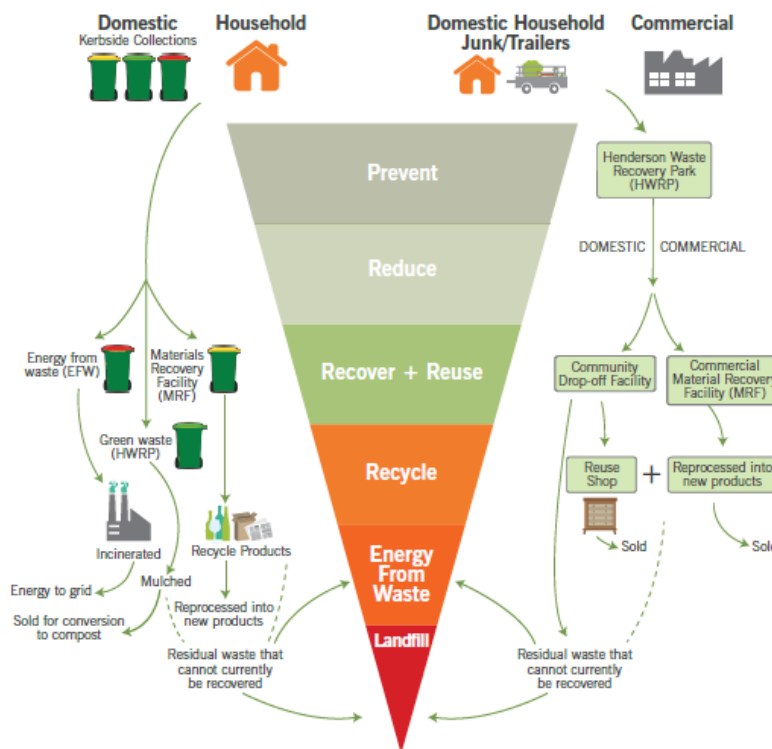 Domestic
Kerbside Collections
Household
Domestic Household
Junk/Trailers
Commercial
Prevent
Reduce
Recover + Reuse
Recycle
Energy
From
Waste
Landfill
Energy from
waste (EFW)
Materials
Recovery
Facility
(MRF)
Green waste
(HWRP)
Incinerated
Recycle Products
Energy to grid
Mulched
Sold for conversion
to compost
Reprocessed into
new products
Residual waste that
cannot currently
be recovered
Henderson Waste
Recovery Park
(HWRP)
DOMESTIC
COMMERCIAL
Community
Drop-off Facility
Commercial
Material Recovery
Facility (MRF)
Reuse
Shop
+
Reprocessed into
new products
Sold
Sold
Residual waste that
cannot currently
be recovered